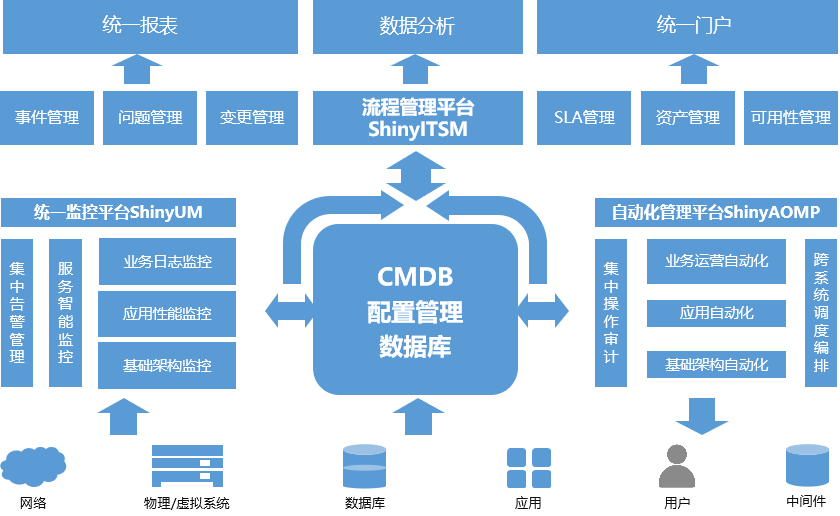 统一报表
数据分析
统一门户
事件管理
问题管理
变更管理
流程管理平台
ShinyITSM
SLA管理
资产管理
可用性管理
统一监控平台ShinyUM
集中告警管理
服务智能监控
业务日志监控
应用性能监控
基础架构监控
CMDB
配置管理
数据库
自动化管理平台ShinyAOMP
集中操作审计
业务运营自动化
应用自动化
基础架构自动化
跨系统调度编排
网络
物理/虚拟系统
数据库
应用
用户
中间件